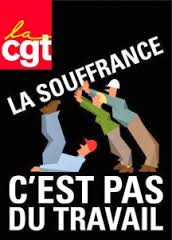 la
cgt
LA SOUFFRANCE
C'EST PAS
DU TRAVAIL